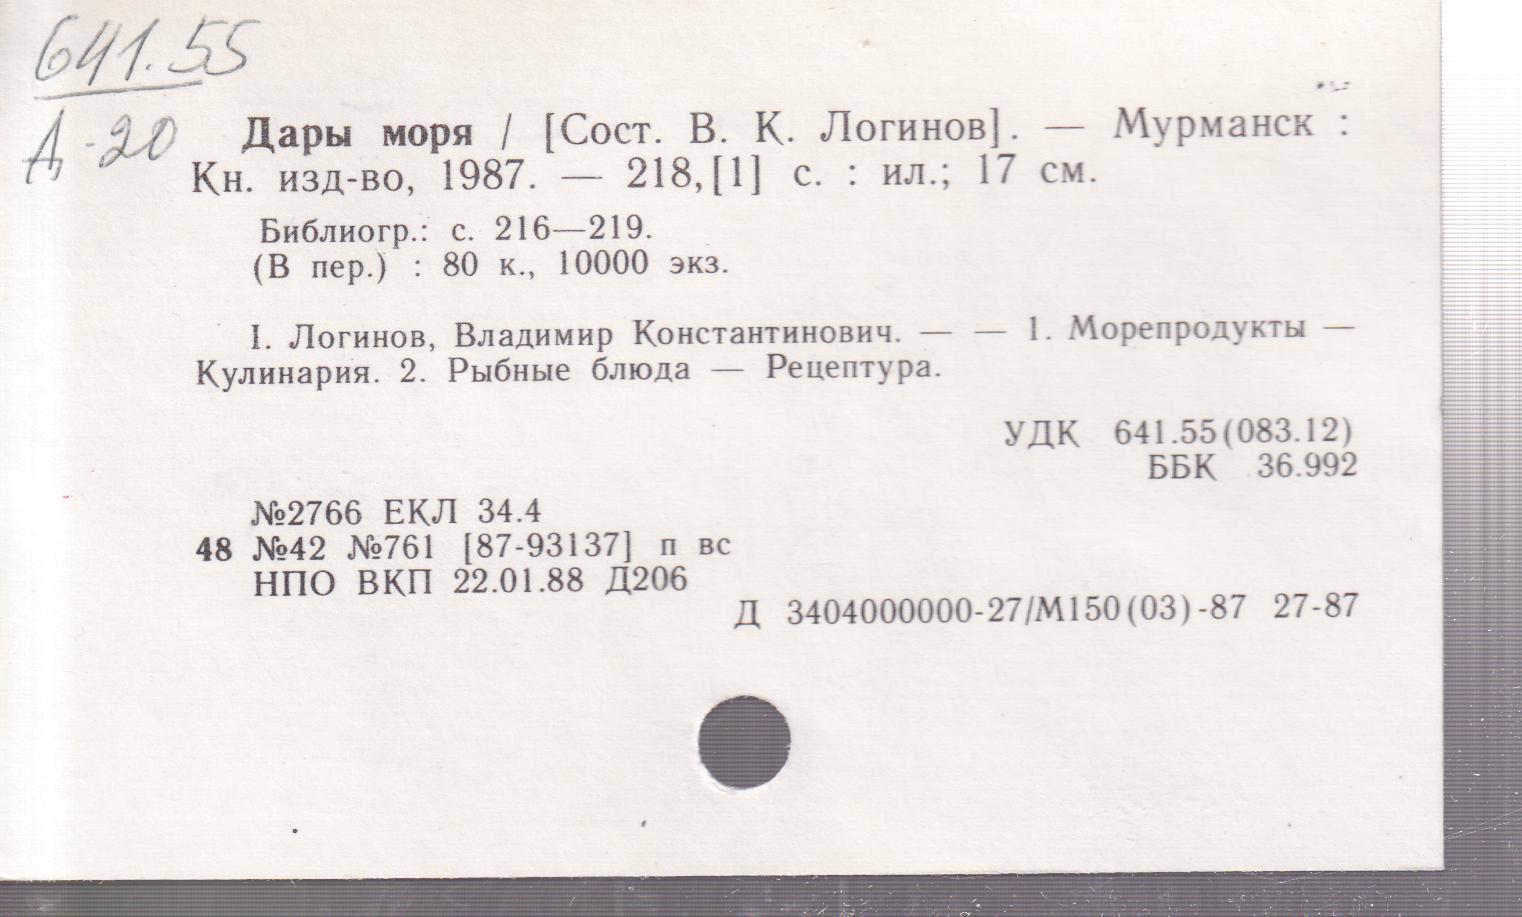 641.55
Д-20
Дары моря / [Сост. В. К. Логинов]. — Мурманск :
Кн. изд-во, 1987. — 218,[1] с. : ил.; 17 см.
Библиогр.: с. 216—219.
(В пер.) : 80 к., 10000 экз.
I. Логинов, Владимир Константинович. — — 1. Морепродукты —
Кулинария. 2. Рыбные блюда — Рецептура.
УДК 641.55(083.12)
ББК 36.992
№2766 ЕКЛ 34.4
48 №42 №761 [87-93137] п вс
НПО ВКП 22.01.88 Д206
Д 3404000000-27/М150(03)-87 27-87